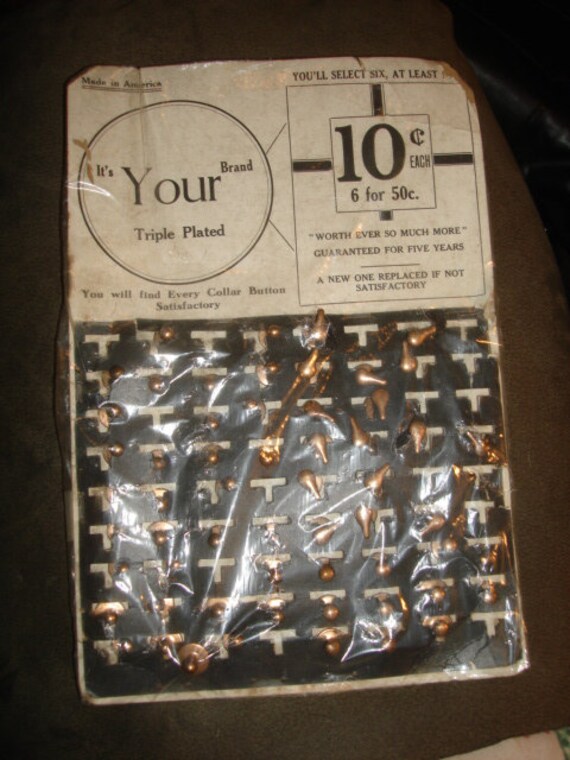 Made in America
YOU'LL SELECT SIX, AT LEAST
It's Your Brand
Triple Plated
You will find Every Collar Button
Satisfactory
10¢ EACH
6 for 50c.
"WORTH EVER SO MUCH MORE"
GUARANTEED FOR FIVE YEARS
A NEW ONE REPLACED IF NOT
SATISFACTORY